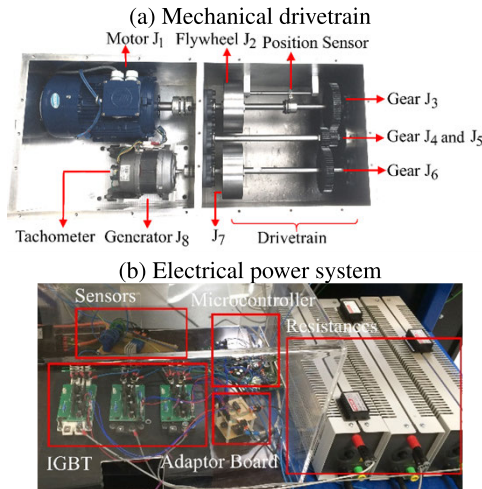 (a) Mechanical drivetrain
Motor J1 Flywheel J2 Position Sensor
Gear J3
Gear J4 and J5
Gear J6
Tachometer Generator J8 J7 Drivetrain
(b) Electrical power system
Sensors
Microcontroller
Resistances
IGBT
Adaptor Board